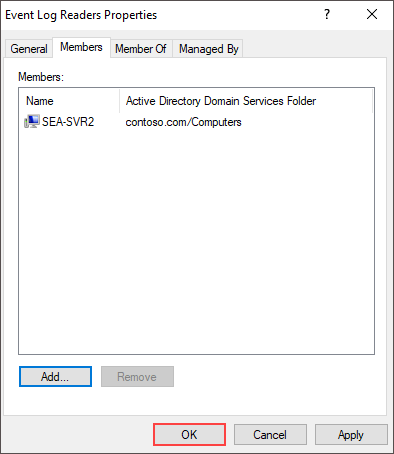 Event Log Readers Properties
?
General Members Member Of Managed By
Members:
Name Active Directory Domain Services Folder
SEA-SVR2 contoso.com/Computers
Add... Remove
OK Cancel Apply